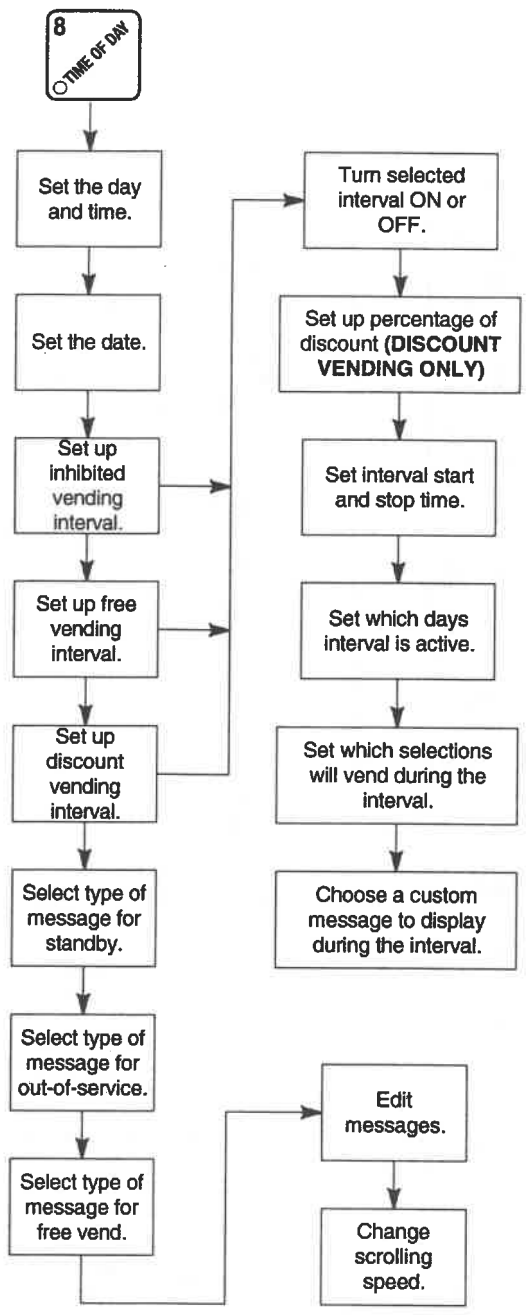 8
TIME OF DAY
Set the day
and time.
Set the date.
Set up
inhibited
vending
interval.
Set up free
vending
interval.
Set up
discount
vending
interval.
Select type of
message for
standby.
Select type of
message for
out-of-service.
Select type of
message for
free vend.
Turn selected
interval ON or
OFF.
Set up percentage of
discount (DISCOUNT
VENDING ONLY)
Set interval start
and stop time.
Set which days
interval is active.
Set which selections
will vend during the
interval.
Choose a custom
message to display
during the interval.
Edit
messages.
Change
scrolling
speed.